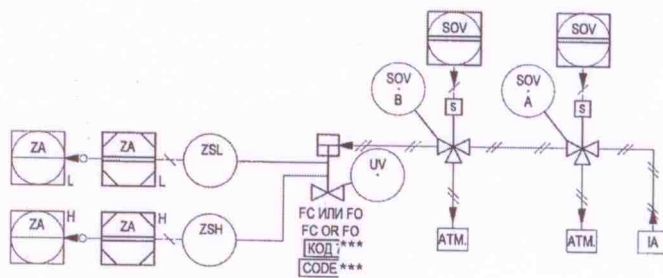 SOV
SOV
SOV
B
SOV
A
S
S
ZA
L
ZA
L
ZSL
UV
ZA
H
ZA
H
ZSH
FC ИЛИ FO
FC OR FO
КОД ***
CODE ***
ATM.
ATM.
IA